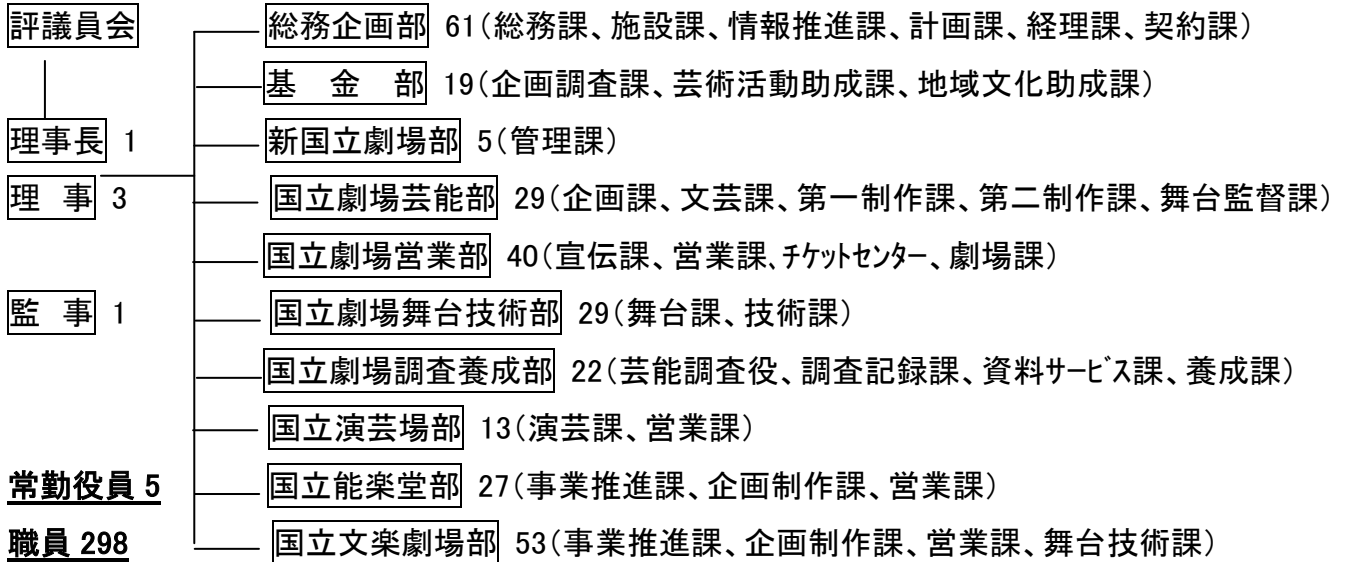 評議員会 総務企画部 61(総務課、施設課、情報推進課、計画課、経理課、契約課)
基 金 部 19(企画調査課、芸術活動助成課、地域文化助成課)
理事長 1 新国立劇場部 5(管理課)
理 事 3 国立劇場芸能部 29(企画課、文芸課、第一制作課、第二制作課、舞台監督課)
国立劇場営業部 40(宣伝課、営業課、チケットセンター、劇場課)
監 事 1 国立劇場舞台技術部 29(舞台課、技術課)
国立劇場調査養成部 22(芸能調査役、調査記録課、資料サービス課、養成課)
国立演芸場部 13(演芸課、営業課)
常勤役員 5 国立能楽堂部 27(事業推進課、企画制作課、営業課)
職員 298 国立文楽劇場部 53(事業推進課、企画制作課、営業課、舞台技術課)